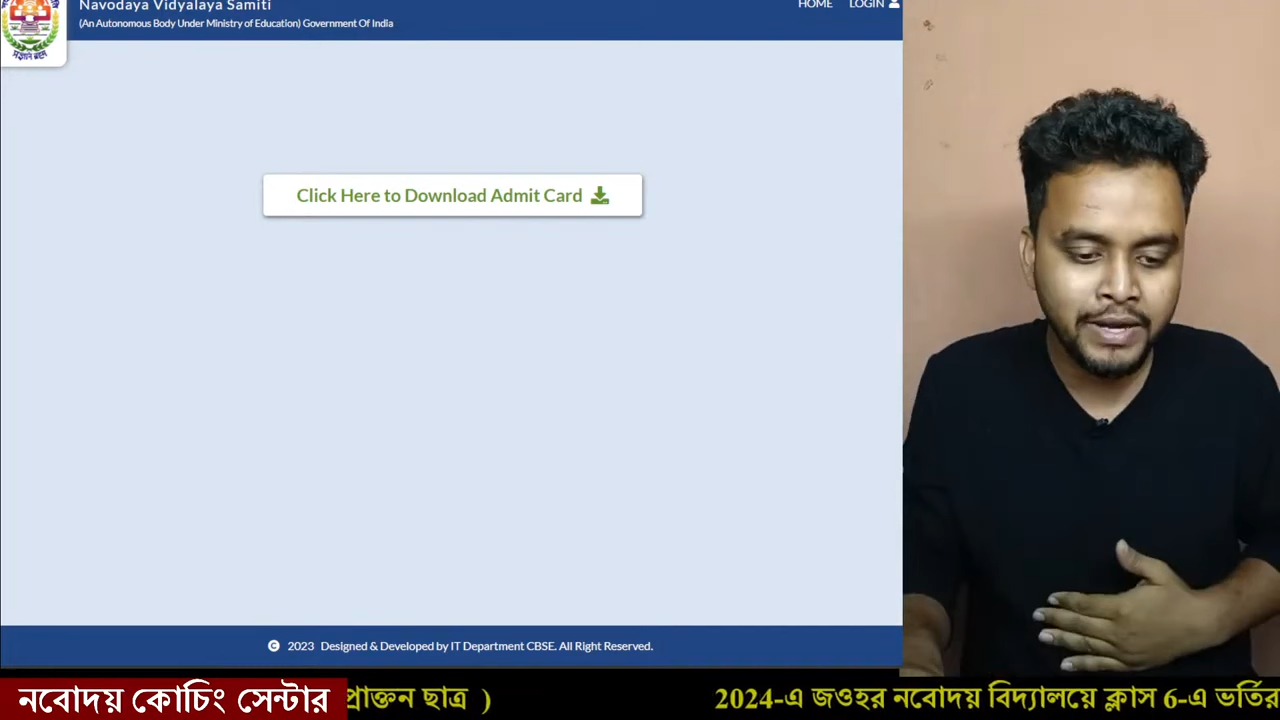 Navodaya Vidyalaya Samiti
(An Autonomous Body Under Ministry of Education) Government Of India
HOME LOGIN
Click Here to Download Admit Card
2023 Designed & Developed by IT Department CBSE. All Right Reserved.
নবোদয় কোচিং সেন্টার
প্রাক্তন ছাত্র )
2024-এ জওহর নবোদয় বিদ্যালয়ে ক্লাস 6-এ ভর্তির